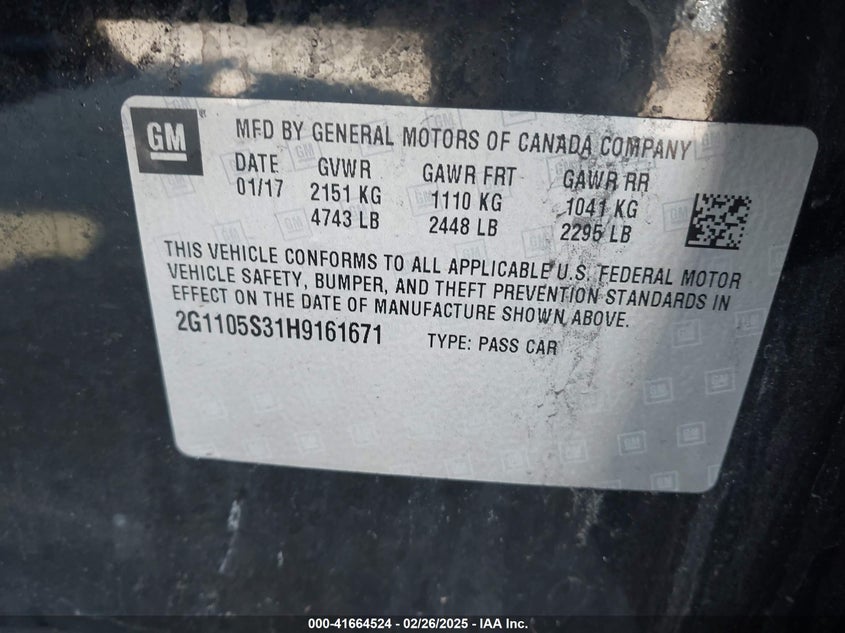 GM
MFD BY GENERAL MOTORS OF CANADA COMPANY
DATE GVWR GAWR FRT GAWR RR
01/17 2151 KG 1110 KG 1041 KG
4743 LB 2448 LB 2295 LB
THIS VEHICLE CONFORMS TO ALL APPLICABLE U.S. FEDERAL MOTOR
VEHICLE SAFETY, BUMPER, AND THEFT PREVENTION STANDARDS IN
EFFECT ON THE DATE OF MANUFACTURE SHOWN ABOVE.
2G1105S31H9161671 TYPE: PASS CAR
000-41664524 - 02/26/2025 - IAA Inc.